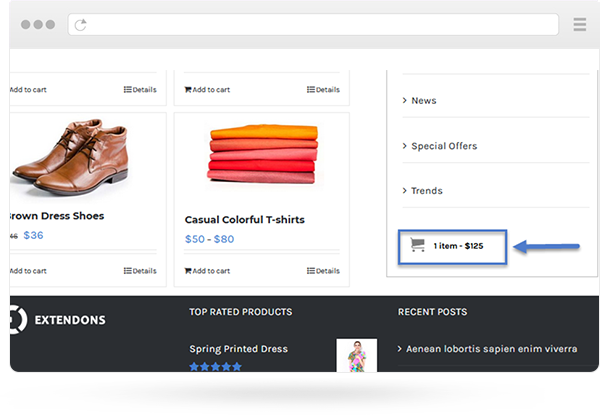 Add to cart
Details
Add to cart
Details
Brown Dress Shoes
$36
Add to cart
Details
Casual Colorful T-shirts
$50 - $80
Add to cart
Details
News
Special Offers
Trends
1 item - $125
EXTENDONS
TOP RATED PRODUCTS
Spring Printed Dress
RECENT POSTS
Aenean lobortis sapien enim viverra